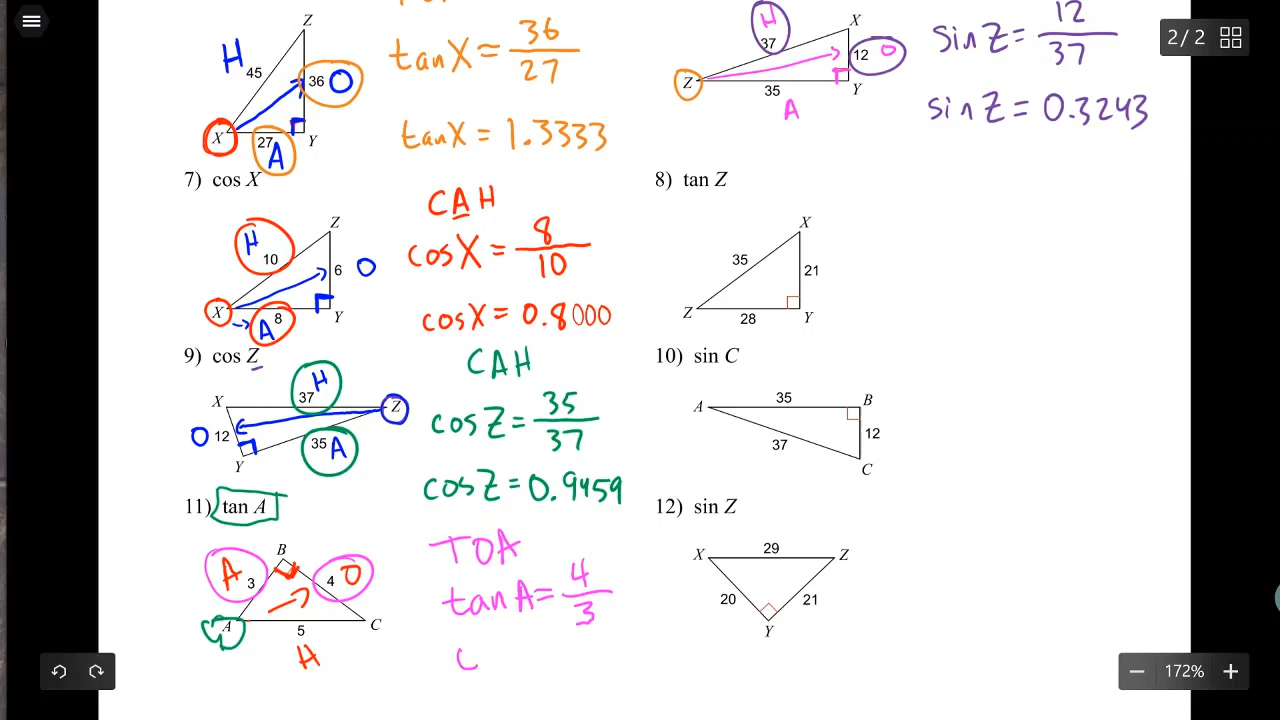 Z
H
45
36 O
X
27
A
Y
tan X = 36/27
tan X = 1.3333
H
37
X
12 O
Z
35
Y
A
sin Z = 12/37
sin Z = 0.3243
2/2
7) cos X
H
10
Z
6 O
X
A 8
Y
CAH
cos X = 8/10
cos X = 0.8000
8) tan Z
X
35
21
Z
28
Y
9) cos Z
H
X
37
Z
O 12
35 A
Y
CAH
cos Z = 35/37
cos Z = 0.9459
10) sin C
A
35
B
12
37
C
11) tan A
B
A 3
4 O
A
5
C
H
TOA
tan A = 4/3
12) sin Z
X
29
Z
20
21
Y
172%